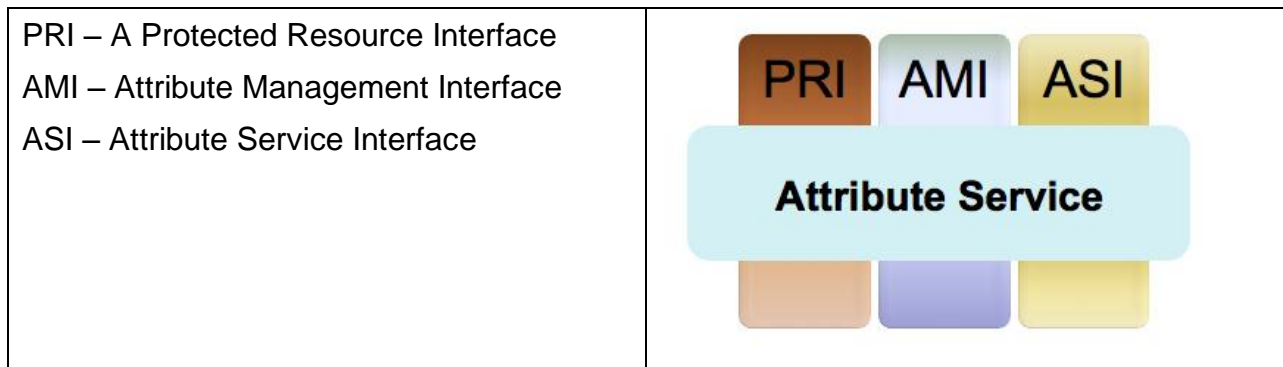 PRI – A Protected Resource Interface
AMI – Attribute Management Interface
ASI – Attribute Service Interface
PRI AMI ASI
Attribute Service